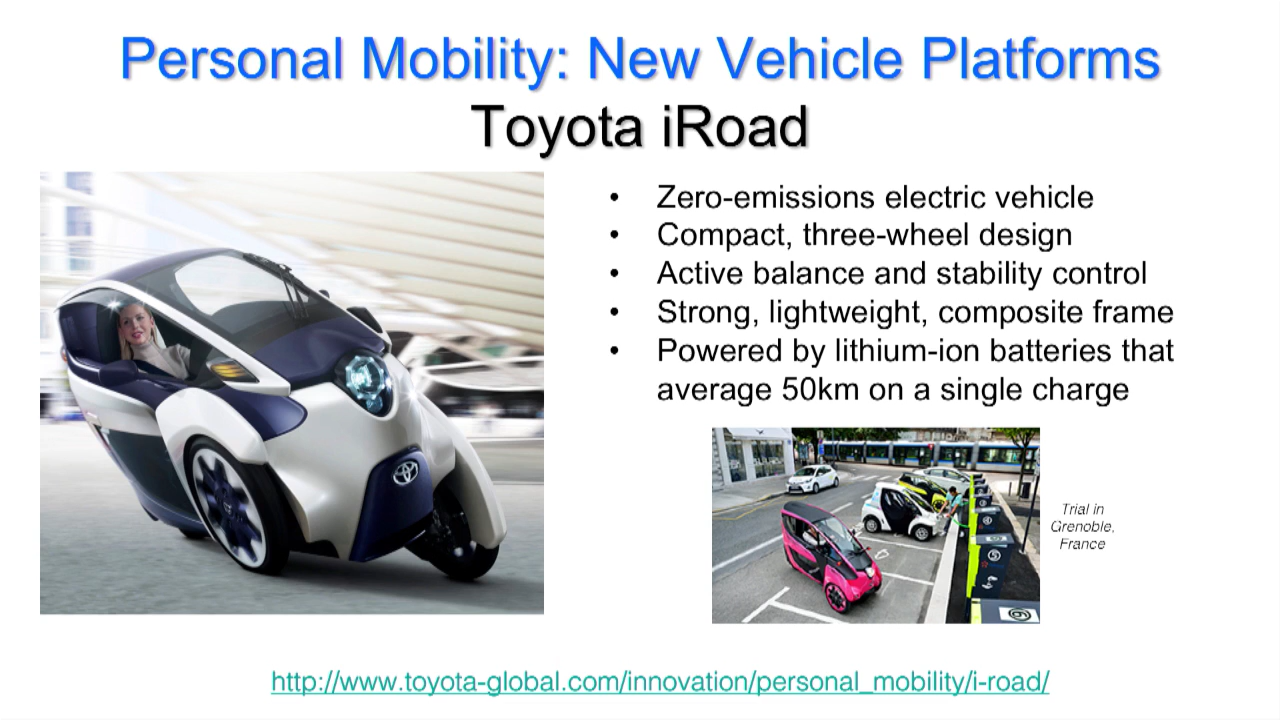 Personal Mobility: New Vehicle Platforms
Toyota iRoad
• Zero-emissions electric vehicle
• Compact, three-wheel design
• Active balance and stability control
• Strong, lightweight, composite frame
• Powered by lithium-ion batteries that
average 50km on a single charge
Trial in
Grenoble,
France
http://www.toyota-global.com/innovation/personal_mobility/i-road/